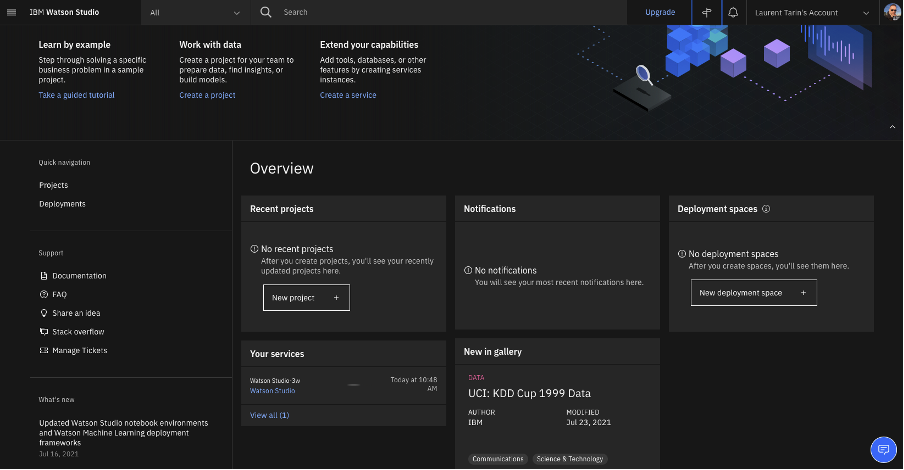 IBM Watson Studio
All
Search
Upgrade
Laurent Tarin's Account
Learn by example
Step through solving a specific
business problem in a sample
project.
Take a guided tutorial
Work with data
Create a project for your team to
prepare data, find insights, or
build models.
Create a project
Extend your capabilities
Add tools, databases, or other
features by creating services
instances.
Create a service
Quick navigation
Projects
Deployments
Support
Documentation
FAQ
Share an idea
Stack overflow
Manage Tickets
What's new
Updated Watson Studio notebook environments
and Watson Machine Learning deployment
frameworks
Jul 16, 2021
Overview
Recent projects
No recent projects
After you create projects, you'll see your recently
updated projects here.
New project +
Notifications
No notifications
You will see your most recent notifications here.
Deployment spaces
No deployment spaces
After you create spaces, you'll see them here.
New deployment space +
Your services
Watson Studio-3w
Watson Studio
Today at 10:48
AM
View all (1)
New in gallery
DATA
UCI: KDD Cup 1999 Data
AUTHOR
IBM
MODIFIED
Jul 23, 2021
Communications
Science & Technology